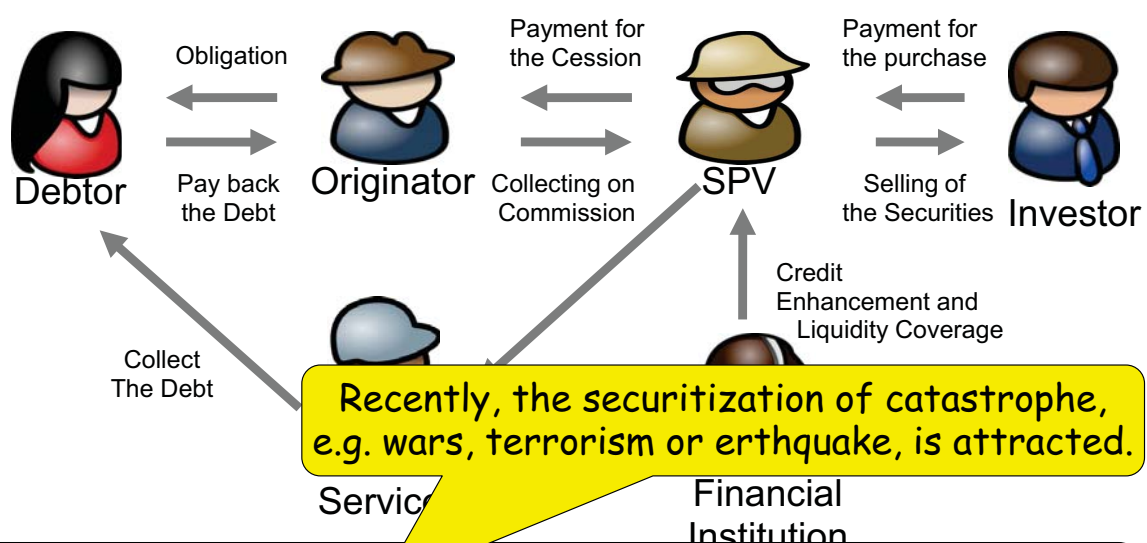 Obligation
Payment for
the Cession
Payment for
the purchase
Debtor
Pay back
the Debt
Originator
Collecting on
Commission
SPV
Selling of
the Securities
Investor
Credit
Enhancement and
Liquidity Coverage
Collect
The Debt
Recently, the securitization of catastrophe,
e.g. wars, terrorism or erthquake, is attracted.
Financial
Institution